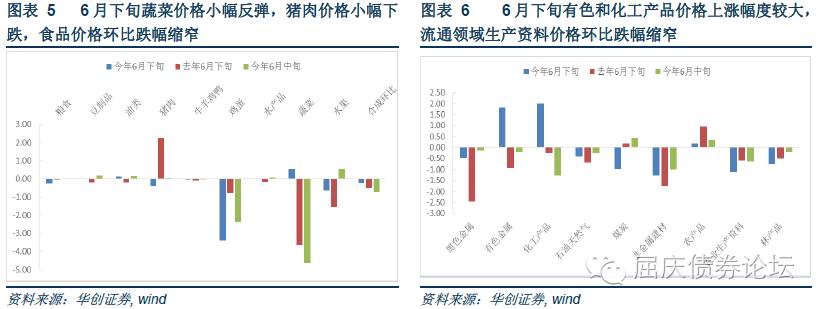 图表 5 6 月下旬蔬菜价格小幅反弹，猪肉价格小幅下
跌，食品价格环比跌幅缩窄
今年6月下旬 去年6月下旬 今年6月中旬
粮食 豆制品 油类 猪肉 牛羊鸡鸭 鸡蛋 水产品 蔬菜 水果 合成环比
3.00
2.00
1.00
0.00
-1.00
-2.00
-3.00
-4.00
-5.00
资料来源：华创证券, wind
图表 6 6 月下旬有色和化工产品价格上涨幅度较大，
流通领域生产资料价格环比跌幅缩窄
今年6月下旬 去年6月下旬 今年6月中旬
2.50
2.00
1.50
1.00
0.50
0.00
-0.50
-1.00
-1.50
-2.00
-2.50
-3.00
黑色金属 有色金属 化工产品 石油天然气 煤炭 非金属建材 农产品 业生产资料 林产品
屈庆债券论坛
资料来源：华创证券, wind